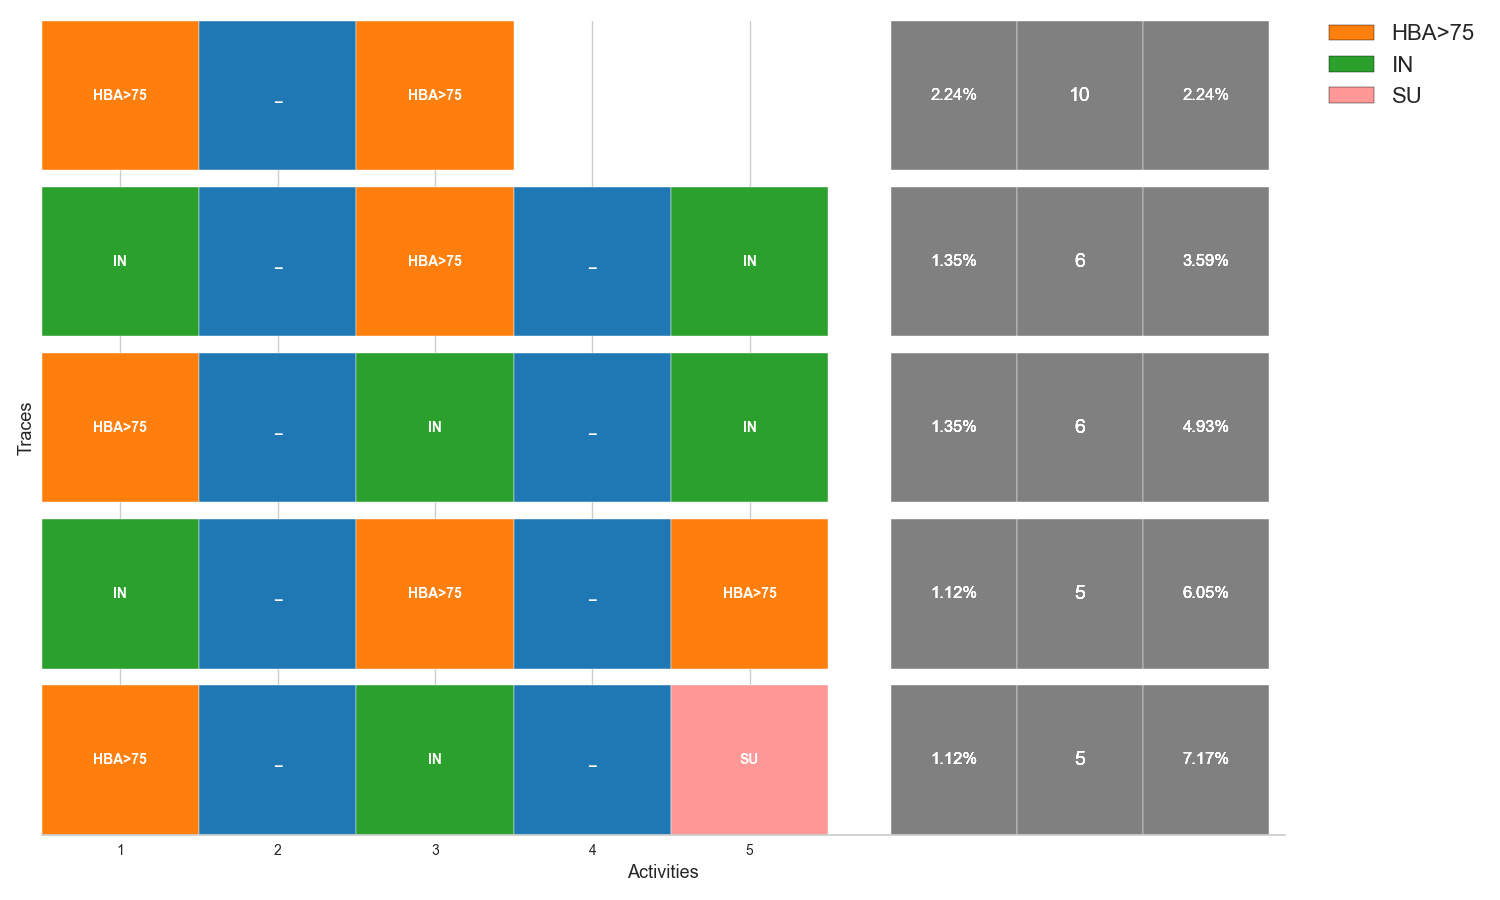 HBA>75 _ HBA>75 2.24% 10 2.24%
IN _ HBA>75 _ IN 1.35% 6 3.59%
HBA>75 _ IN _ IN 1.35% 6 4.93%
IN _ HBA>75 _ HBA>75 1.12% 5 6.05%
HBA>75 _ IN _ SU 1.12% 5 7.17%
1 2 3 4 5
Activities
Traces
HBA>75
IN
SU